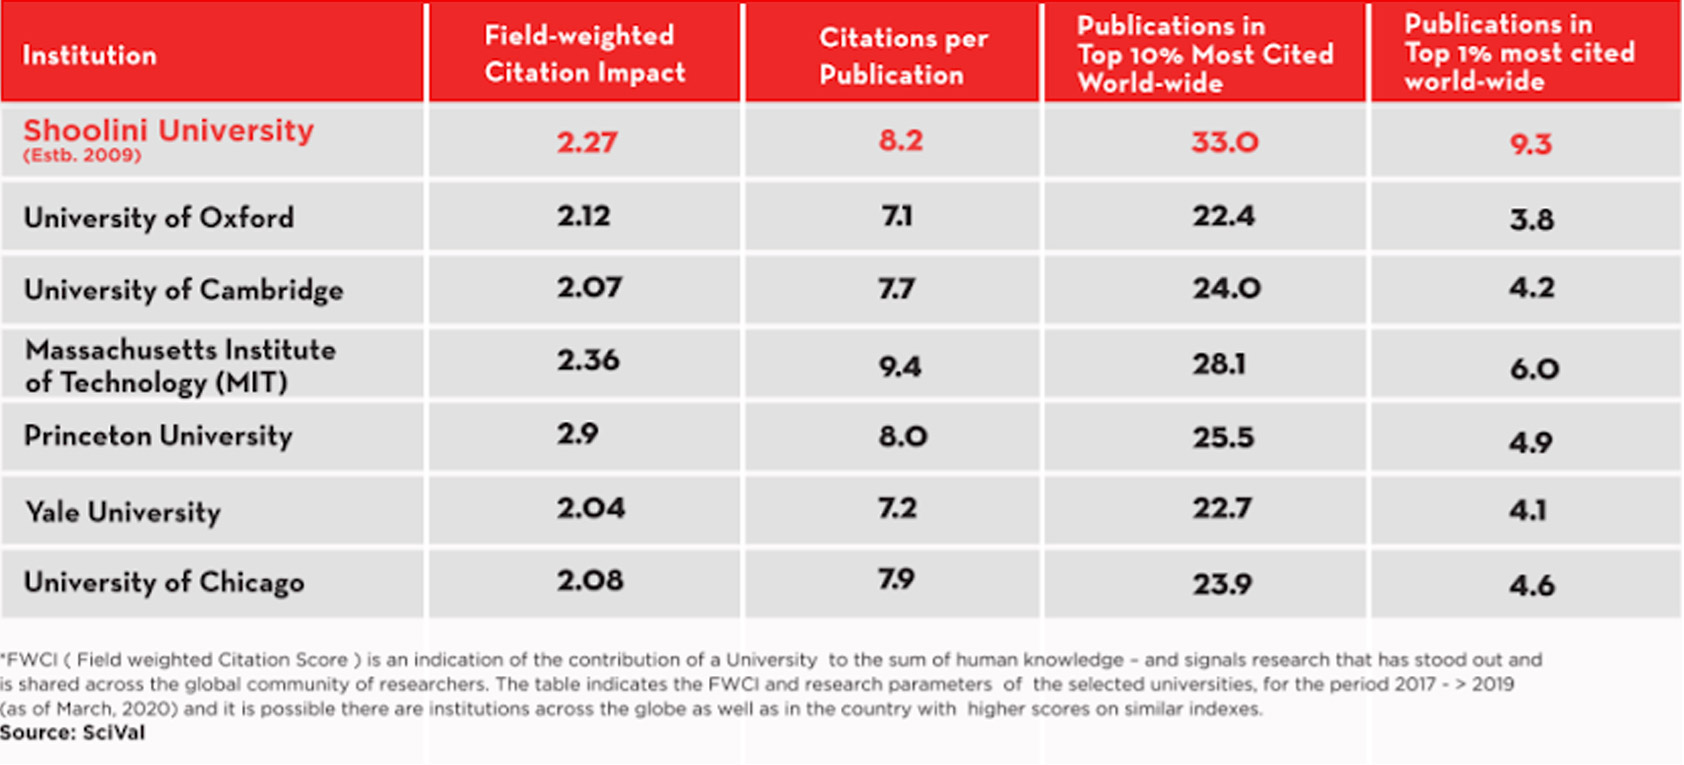 Institution
Field-weighted
Citation Impact
Citations per
Publication
Publications in
Top 10% Most Cited
World-wide
Publications in
Top 1% most cited
world-wide
Shoolini University
(Estb. 2009)
2.27
8.2
33.0
9.3
University of Oxford
2.12
7.1
22.4
3.8
University of Cambridge
2.07
7.7
24.0
4.2
Massachusetts Institute
of Technology (MIT)
2.36
9.4
28.1
6.0
Princeton University
2.9
8.0
25.5
4.9
Yale University
2.04
7.2
22.7
4.1
University of Chicago
2.08
7.9
23.9
4.6
*FWCI ( Field weighted Citation Score ) is an indication of the contribution of a University to the sum of human knowledge – and signals research that has stood out and
is shared across the global community of researchers. The table indicates the FWCI and research parameters of the selected universities, for the period 2017 - > 2019
(as of March, 2020) and it is possible there are institutions across the globe as well as in the country with higher scores on similar indexes.
Source: SciVal